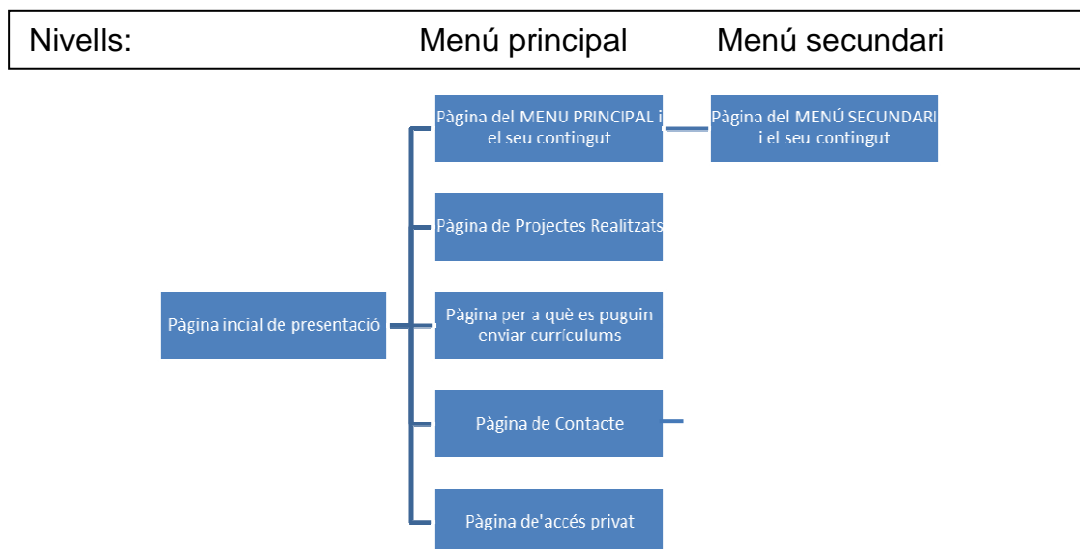 Nivells: Menú principal Menú secundari
Pàgina del MENU PRINCIPAL i
el seu contingut
Pàgina del MENÚ SECUNDARI
i el seu contingut
Pàgina de Projectes Realitzats
Pàgina incial de presentació
Pàgina per a què es puguin
enviar currículums
Pàgina de Contacte
Pàgina de'accés privat